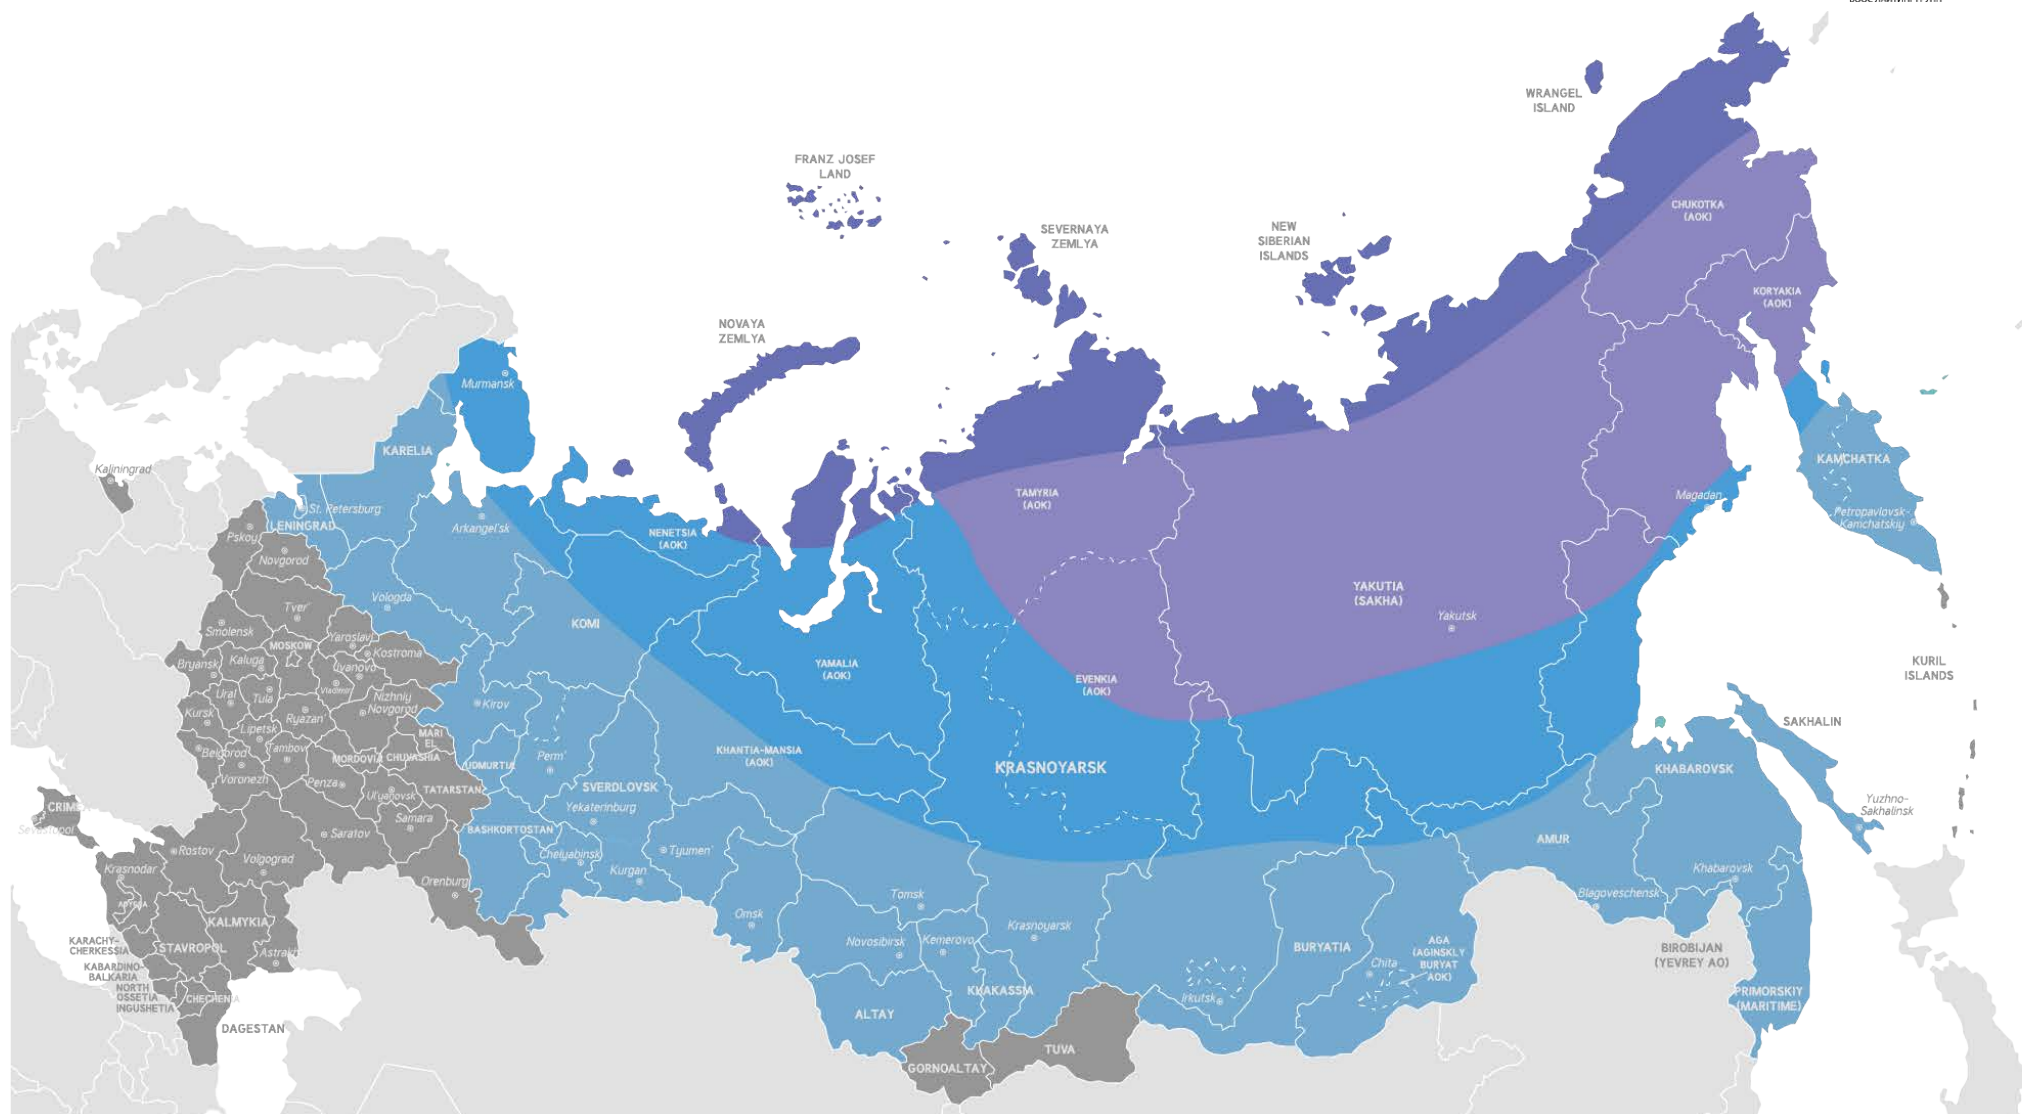 WRANGEL
ISLAND
FRANZ JOSEF
LAND
SEVERNAYA
ZEMLYA
NEW
SIBERIAN
ISLANDS
CHUKOTKA
(AOK)
KORYAKIA
(AOK)
NOVAYA
ZEMLYA
Murmansk
KARELIA
Kaliningrad
KAMCHATKA
TAMYRIA
(AOK)
Magadan
St. Petersburg
(LENINGRAD
Arkangel'sk
NENETSIA
(AOK)
Petropavlovsk-
Kamchatskiy
Pskov
Novgorod
YAKUTIA
(SAKHA)
Yakutsk
Vologda
Tver'
Smolensk
KOMI
Yaroslavl
MOSKOW
Kostroma
Bryansk
Kaluga
Ivanovo
YAMALIA
(AOK)
KURIL
ISLANDS
EVENKIA
(AOK)
Vladimir
Ural
Tula
Nizhniy
Novgorod
Kirov
Kursk
Ryazan'
SAKHALIN
Lipetsk
MARI
EL
Belgorod
Tambov
MORDOVIA
CHUVASHIA
KHANTIA-MANSIA
(AOK)
Perm'
UDMURTIA
KRASNOYARSK
KHABAROVSK
Voronezh
Penza
Ul'yanovsk
TATARSTAN
SVERDLOVSK
Yekaterinburg
Yuzhno-
Sakhalinsk
CRIM
Sevastopol
Samara
Saratov
BASHKORTOSTAN
AMUR
Rostov
Volgograd
Chelyabinsk
Tyumen'
Krasnodar
Kurgan
Khabarovsk
Orenburg
Tomsk
Blagoveschensk
Omsk
KALMYKIA
Krasnoyarsk
KARACHY-
CHERKESSIA
STAVROPOL
Astrakh
Novosibirsk
Kemerovo
BURYATIA
AGA
(AGINSKLY
BURYAT
AOK)
BIROBIJAN
(YEVREY AO)
Chita
KABARDINO-
BALKARIA
NORTH
OSSETIA
INGUSHETIA
CHECHENIA
KHAKASSIA
Irkutsk
PRIMORSKIY
(MARITIME)
ALTAY
DAGESTAN
TUVA
GORNOALTAY